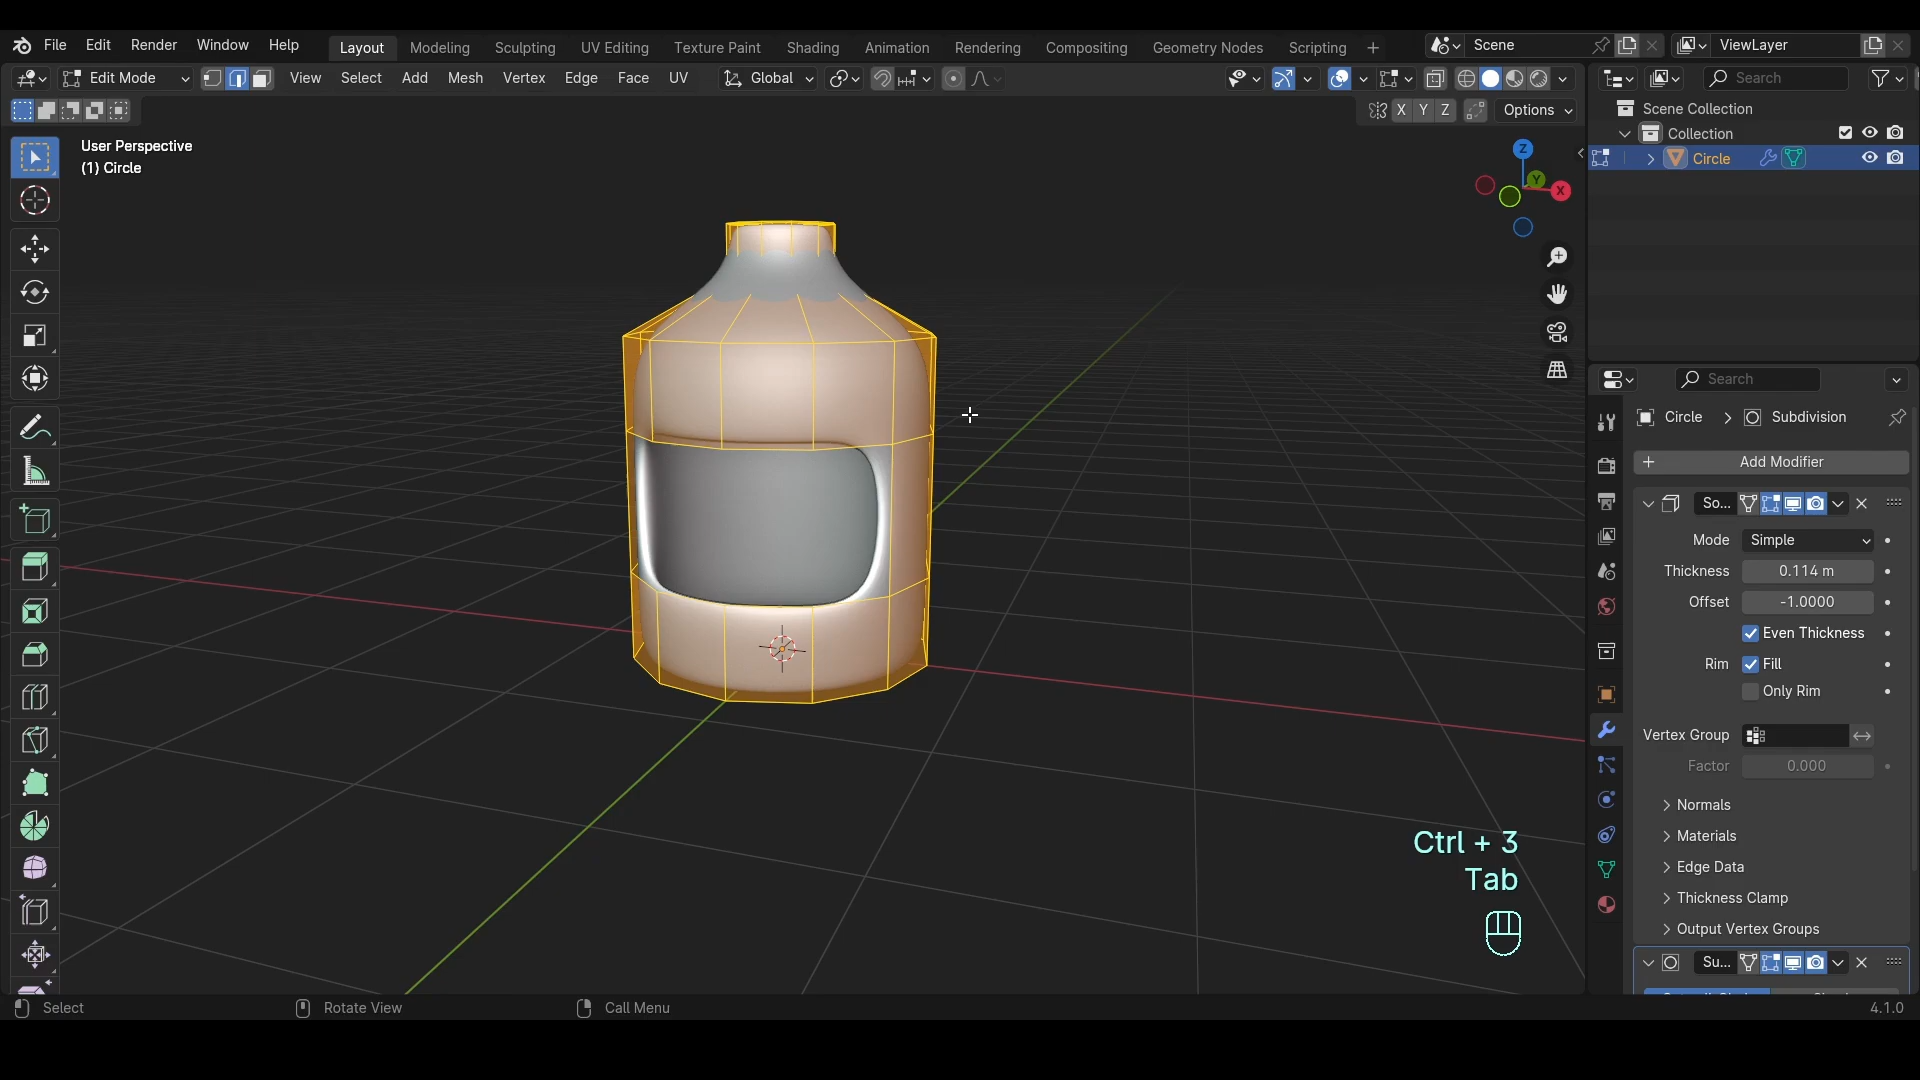 File Edit Render Window Help Layout Modeling Sculpting UV Editing Texture Paint Shading Animation Rendering Compositing Geometry Nodes Scripting + Scene ViewLayer
Edit Mode View Select Add Mesh Vertex Edge Face UV Global Search
X Y Z Options
Scene Collection
Collection
Circle
User Perspective
(1) Circle
Z
Y
X
Search
Circle > Subdivision
+ Add Modifier
So...
Mode Simple
Thickness 0.114 m
Offset -1.0000
Even Thickness
Rim Fill
Only Rim
Vertex Group
Factor 0.000
Normals
Materials
Edge Data
Thickness Clamp
Output Vertex Groups
Su...
Ctrl + 3
Tab
Select Rotate View Call Menu 4.1.0